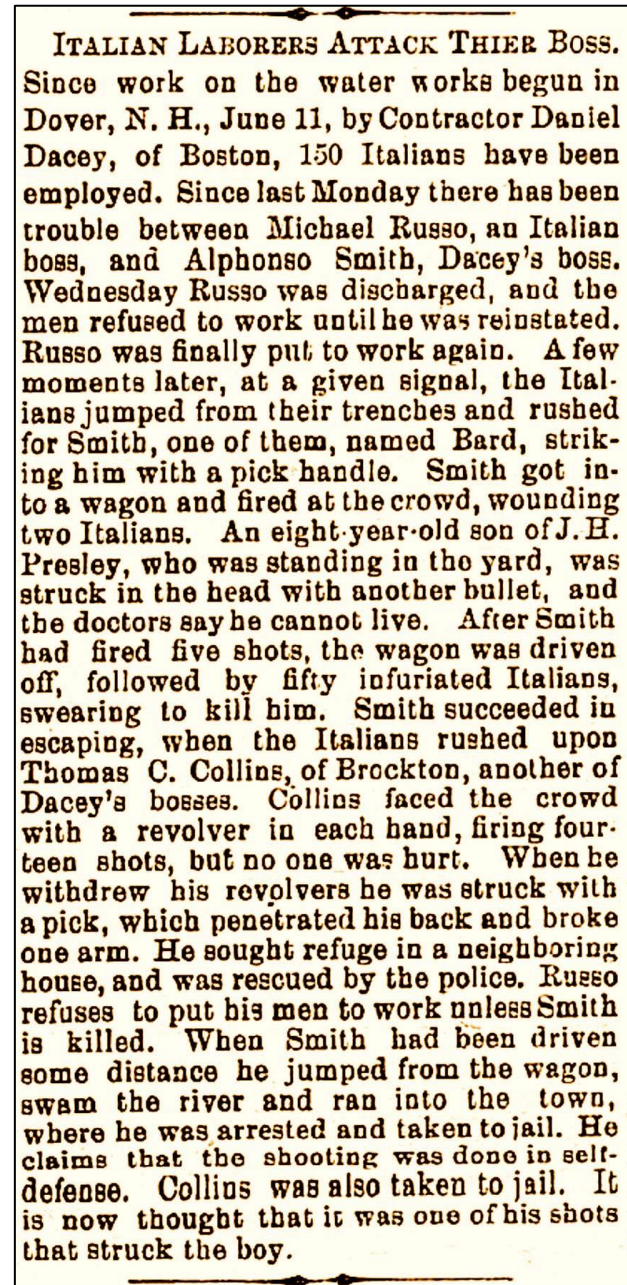 ITALIAN LABORERS ATTACK THIER BOSS.
Since work on the water works begun in
Dover, N. H., June 11, by Contractor Daniel
Dacey, of Boston, 150 Italians have been
employed. Since last Monday there has been
trouble between Michael Russo, an Italian
boss, and Alphonso Smith, Dacey's boss.
Wednesday Russo was discharged, and the
men refused to work until he was reinstated.
Russo was finally put to work again. A few
moments later, at a given signal, the Ital-
ians jumped from their trenches and rushed
for Smith, one of them, named Bard, strik-
ing him with a pick handle. Smith got in-
to a wagon and fired at the crowd, wounding
two Italians. An eight-year-old son of J. H.
Presley, who was standing in the yard, was
struck in the head with another bullet, and
the doctors say he cannot live. After Smith
had fired five shots, the wagon was driven
off, followed by fifty infuriated Italians,
swearing to kill him. Smith succeeded in
escaping, when the Italians rushed upon
Thomas C. Collins, of Brockton, another of
Dacey's bosses. Collins faced the crowd
with a revolver in each hand, firing four-
teen shots, but no one was hurt. When he
withdrew his revolvers he was struck with
a pick, which penetrated his back and broke
one arm. He sought refuge in a neighboring
house, and was rescued by the police. Russo
refuses to put his men to work unless Smith
is killed. When Smith had been driven
some distance he jumped from the wagon,
swam the river and ran into the town,
where he was arrested and taken to jail. He
claims that the shooting was done in self-
defense. Collins was also taken to jail. It
is now thought that it was one of his shots
that struck the boy.